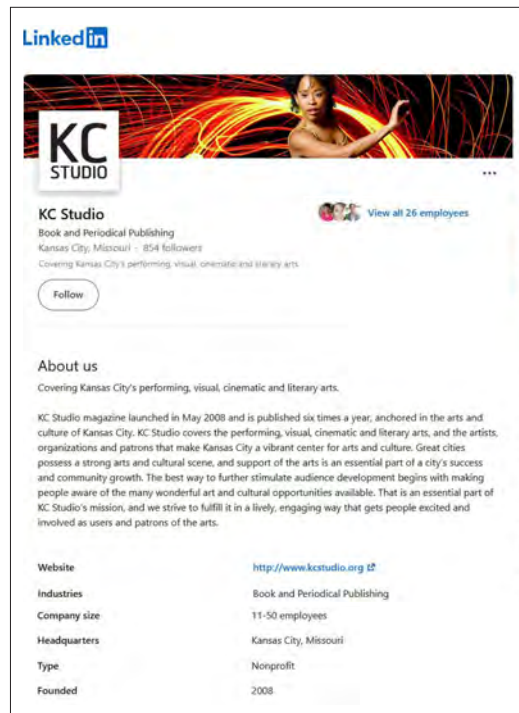 Linked in
KC
STUDIO
KC Studio
View all 26 employees
Book and Periodical Publishing
Kansas City, Missouri · 854 followers
Covering Kansas City's performing, visual, cinematic and literary arts.
Follow
About us
Covering Kansas City's performing, visual, cinematic and literary arts.
KC Studio magazine launched in May 2008 and is published six times a year, anchored in the arts and
culture of Kansas City. KC Studio covers the performing, visual, cinematic and literary arts, and the artists,
organizations and patrons that make Kansas City a vibrant center for arts and culture. Great cities
possess a strong arts and cultural scene, and support of the arts is an essential part of a city's success
and community growth. The best way to further stimulate audience development begins with making
people aware of the many wonderful art and cultural opportunities available. That is an essential part of
KC Studio's mission, and we strive to fulfill it in a lively, engaging way that gets people excited and
involved as users and patrons of the arts.
Website http://www.kcstudio.org
Industries Book and Periodical Publishing
Company size 11-50 employees
Headquarters Kansas City, Missouri
Type Nonprofit
Founded 2008